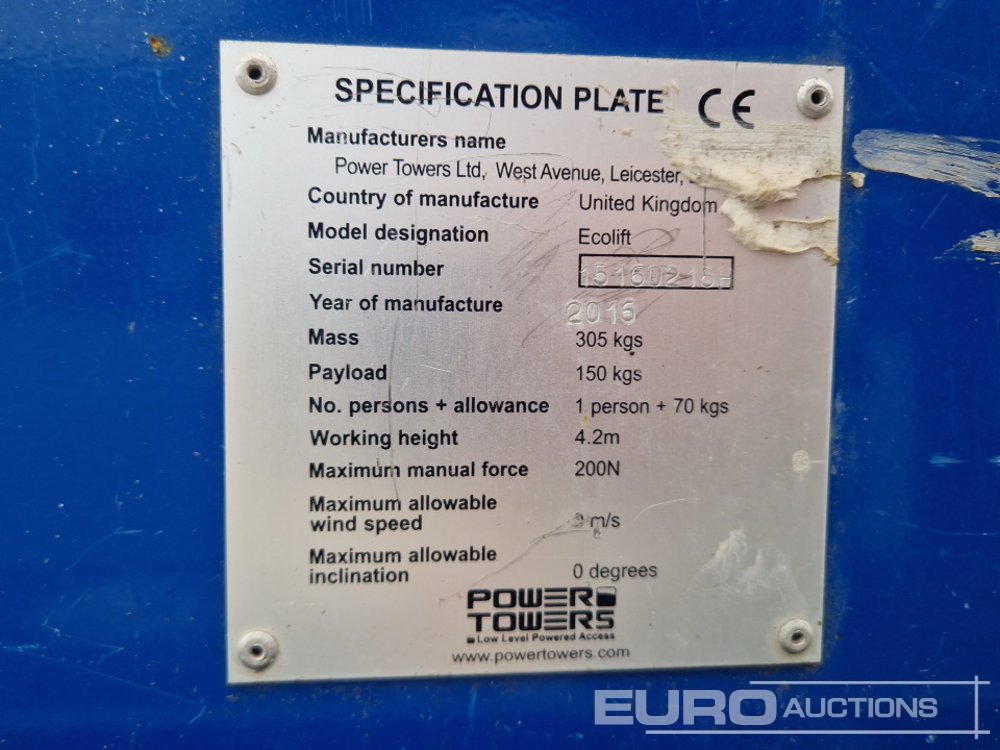 SPECIFICATION PLATE CE
Manufacturers name
Power Towers Ltd, West Avenue, Leicester,
Country of manufacture United Kingdom
Model designation Ecolift
Serial number
Year of manufacture 2015
Mass 305 kgs
Payload 150 kgs
No. persons + allowance 1 person + 70 kgs
Working height 4.2m
Maximum manual force 200N
Maximum allowable
wind speed m/s
Maximum allowable
inclination 0 degrees
POWER
TOWERS
Low Level Powered Access
www.powertowers.com
EURO AUCTIONS